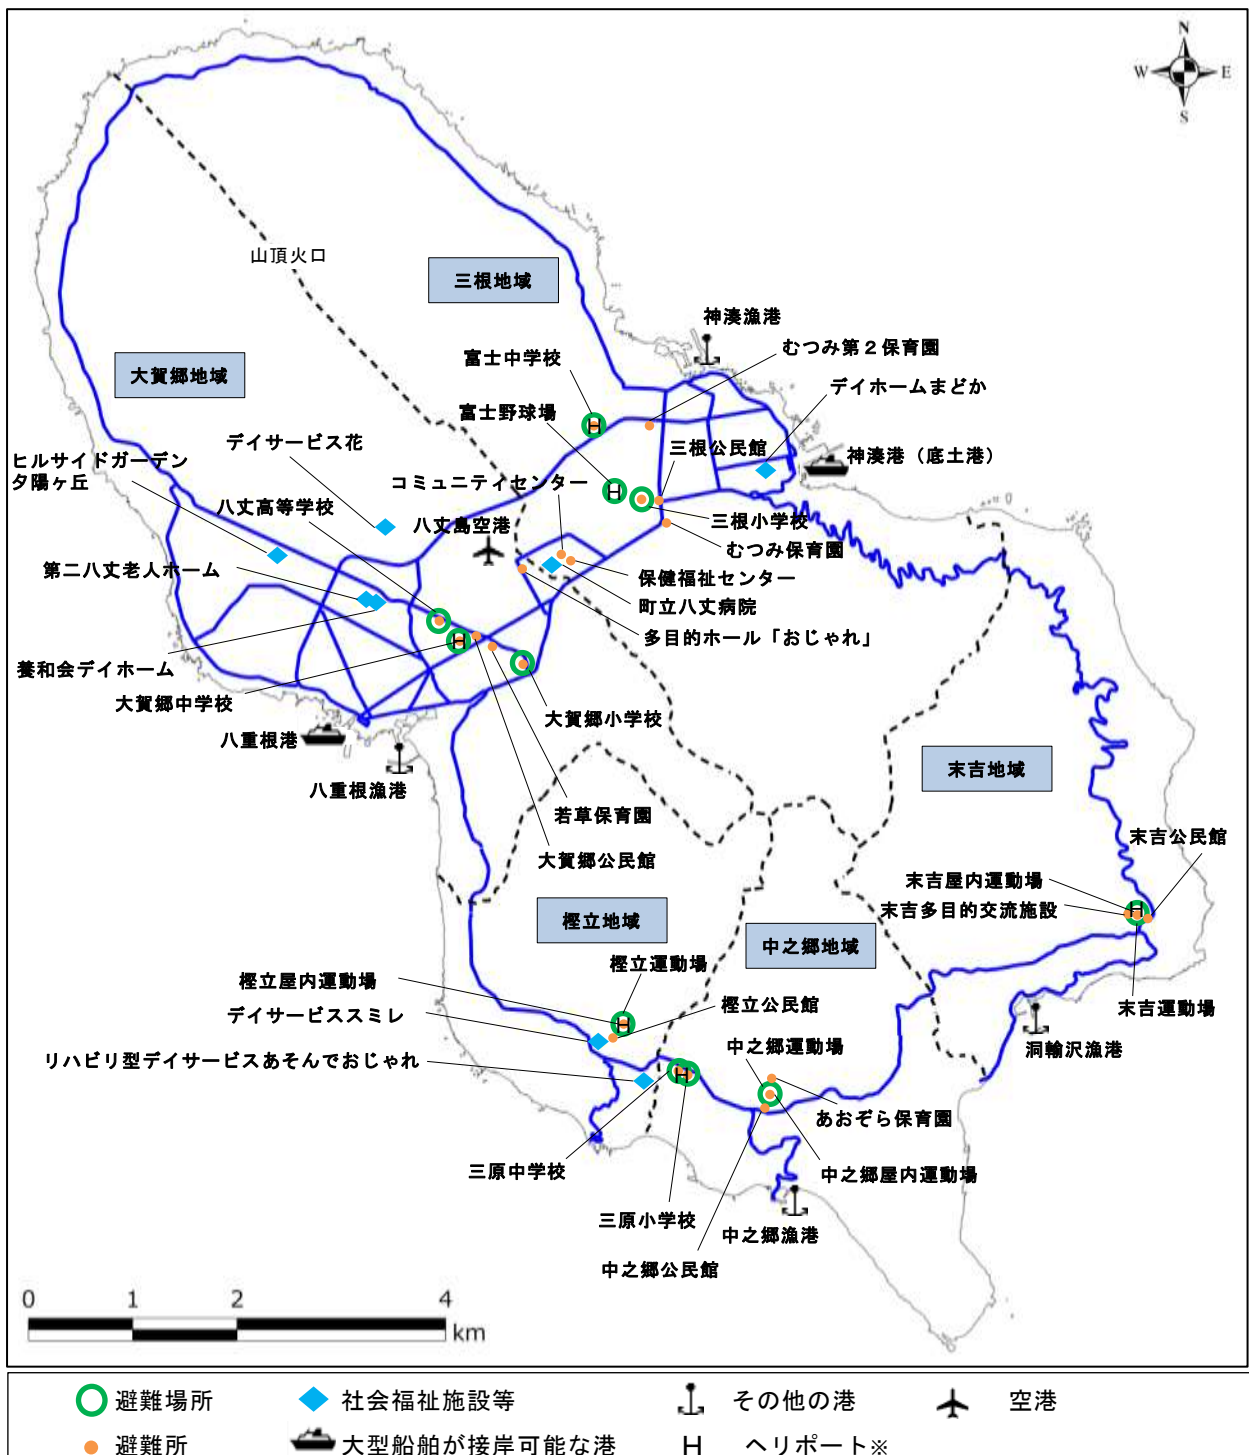 N
W E
S
山頂火口
三根地域
神湊漁港
むつみ第2保育園
富士中学校
大賀郷地域
デイホームまどか
富士野球場
デイサービス花
三根公民館
ヒルサイドガーデン
夕陽ヶ丘
神湊港（底土港）
コミュニティセンター
八丈高等学校
三根小学校
八丈島空港
むつみ保育園
第二八丈老人ホーム
保健福祉センター
町立八丈病院
多目的ホール「おじゃれ」
養和会デイホーム
大賀郷中学校
大賀郷小学校
八重根港
末吉地域
八重根漁港
若草保育園
末吉公民館
大賀郷公民館
末吉屋内運動場
末吉多目的交流施設
樫立地域
中之郷地域
樫立運動場
樫立屋内運動場
樫立公民館
末吉運動場
デイサービススミレ
中之郷運動場
洞輪沢漁港
リハビリ型デイサービスあそんでおじゃれ
あおぞら保育園
三原中学校
中之郷屋内運動場
三原小学校
中之郷漁港
中之郷公民館
0 1 2 4
km
避難場所 社会福祉施設等 その他の港 空港
避難所 大型船舶が接岸可能な港 H ヘリポート※